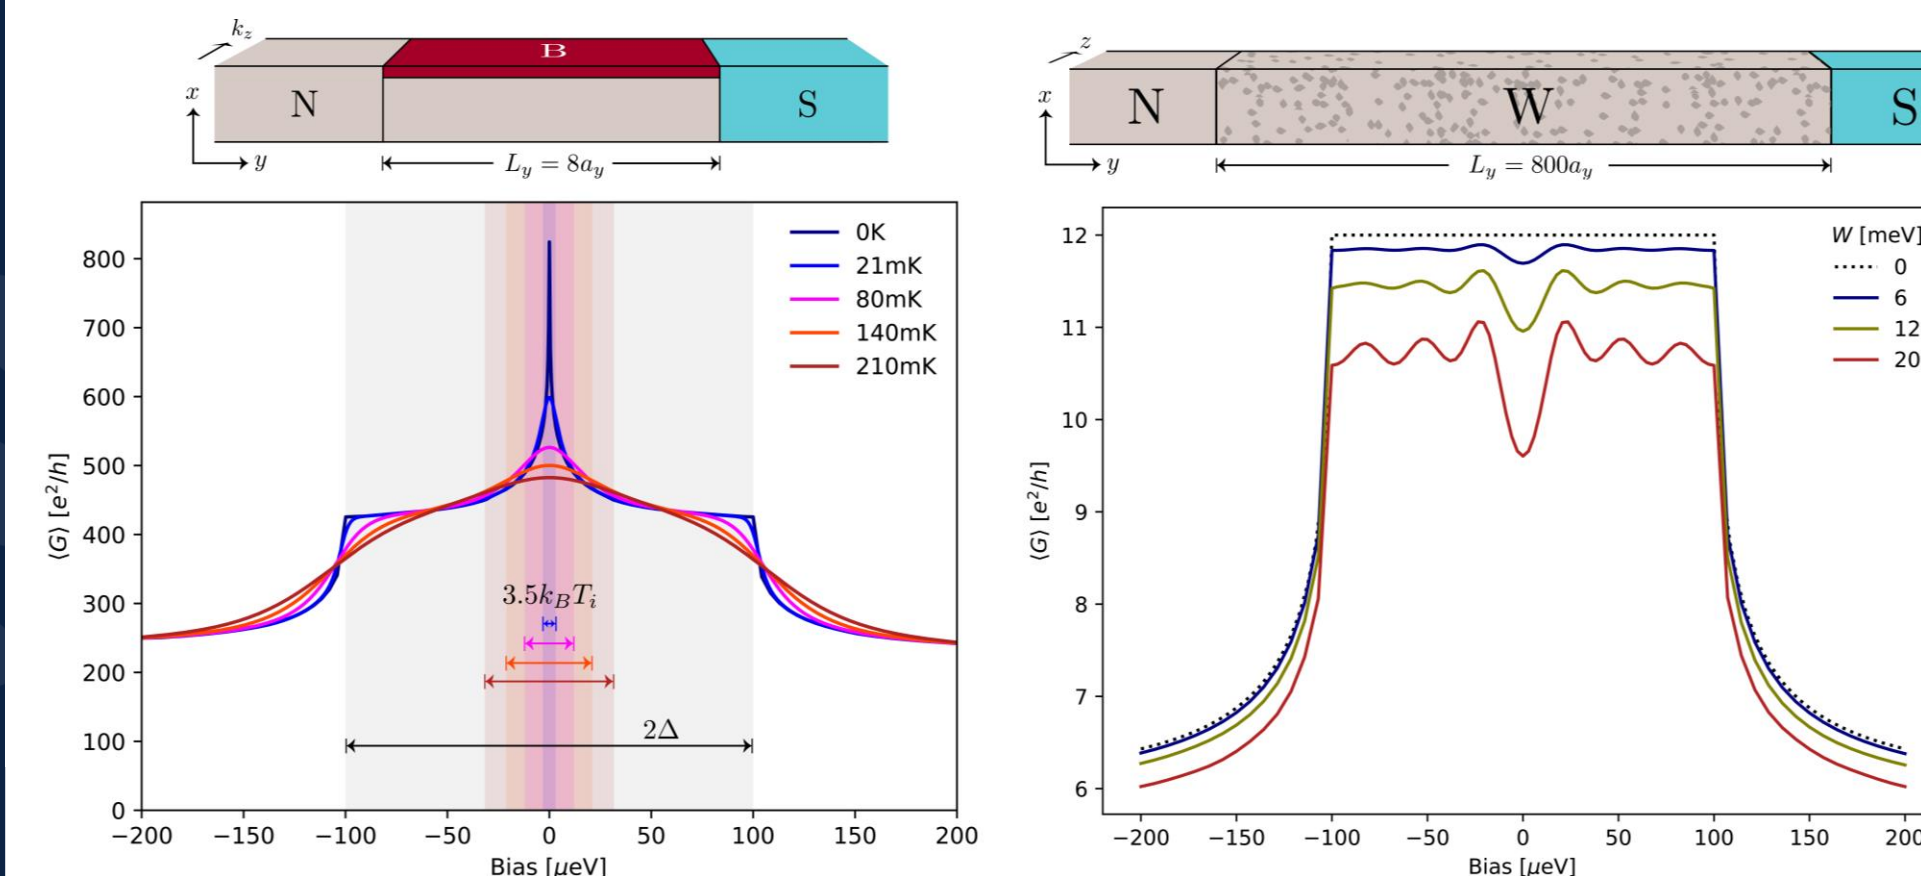 k_z
B
N
S
x
y
L_y = 8a_y
800
700
600
500
400
300
200
100
0
⟨G⟩ [e²/h]
0K
21mK
80mK
140mK
210mK
3.5k_BT_i
2Δ
−200 −150 −100 −50 0 50 100 150 200
Bias [μeV]
z
N
W
S
x
y
L_y = 800a_y
12
11
10
9
8
7
6
⟨G⟩ [e²/h]
W [meV]
0
6
12
20
−200 −150 −100 −50 0 50 100 150 200
Bias [μeV]